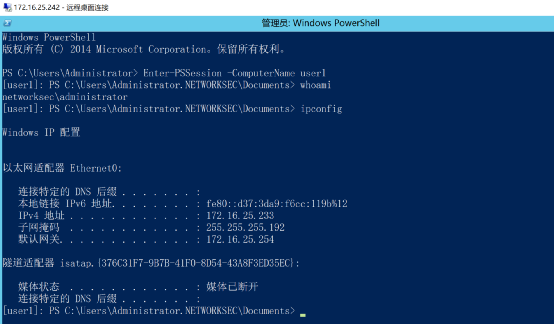 172.16.25.242 - 远程桌面连接
管理员: Windows PowerShell
Windows PowerShell
版权所有 (C) 2014 Microsoft Corporation。保留所有权利。
PS C:\Users\Administrator> Enter-PSSession -ComputerName user1
[user1]: PS C:\Users\Administrator.NETWORKSEC\Documents> whoami
networksec\administrator
[user1]: PS C:\Users\Administrator.NETWORKSEC\Documents> ipconfig
Windows IP 配置
以太网适配器 Ethernet0:
连接特定的 DNS 后缀 . . . . . . . :
本地链接 IPv6 地址. . . . . . . . : fe80::d37:3da9:f6cc:119b%12
IPv4 地址 . . . . . . . . . . . . : 172.16.25.233
子网掩码 . . . . . . . . . . . . : 255.255.255.192
默认网关. . . . . . . . . . . . . : 172.16.25.254
隧道适配器 isatap.{376C31F7-9B7B-41F0-8D54-43A8F3ED35EC}:
媒体状态 . . . . . . . . . . . . : 媒体已断开
连接特定的 DNS 后缀 . . . . . . . :
[user1]: PS C:\Users\Administrator.NETWORKSEC\Documents>